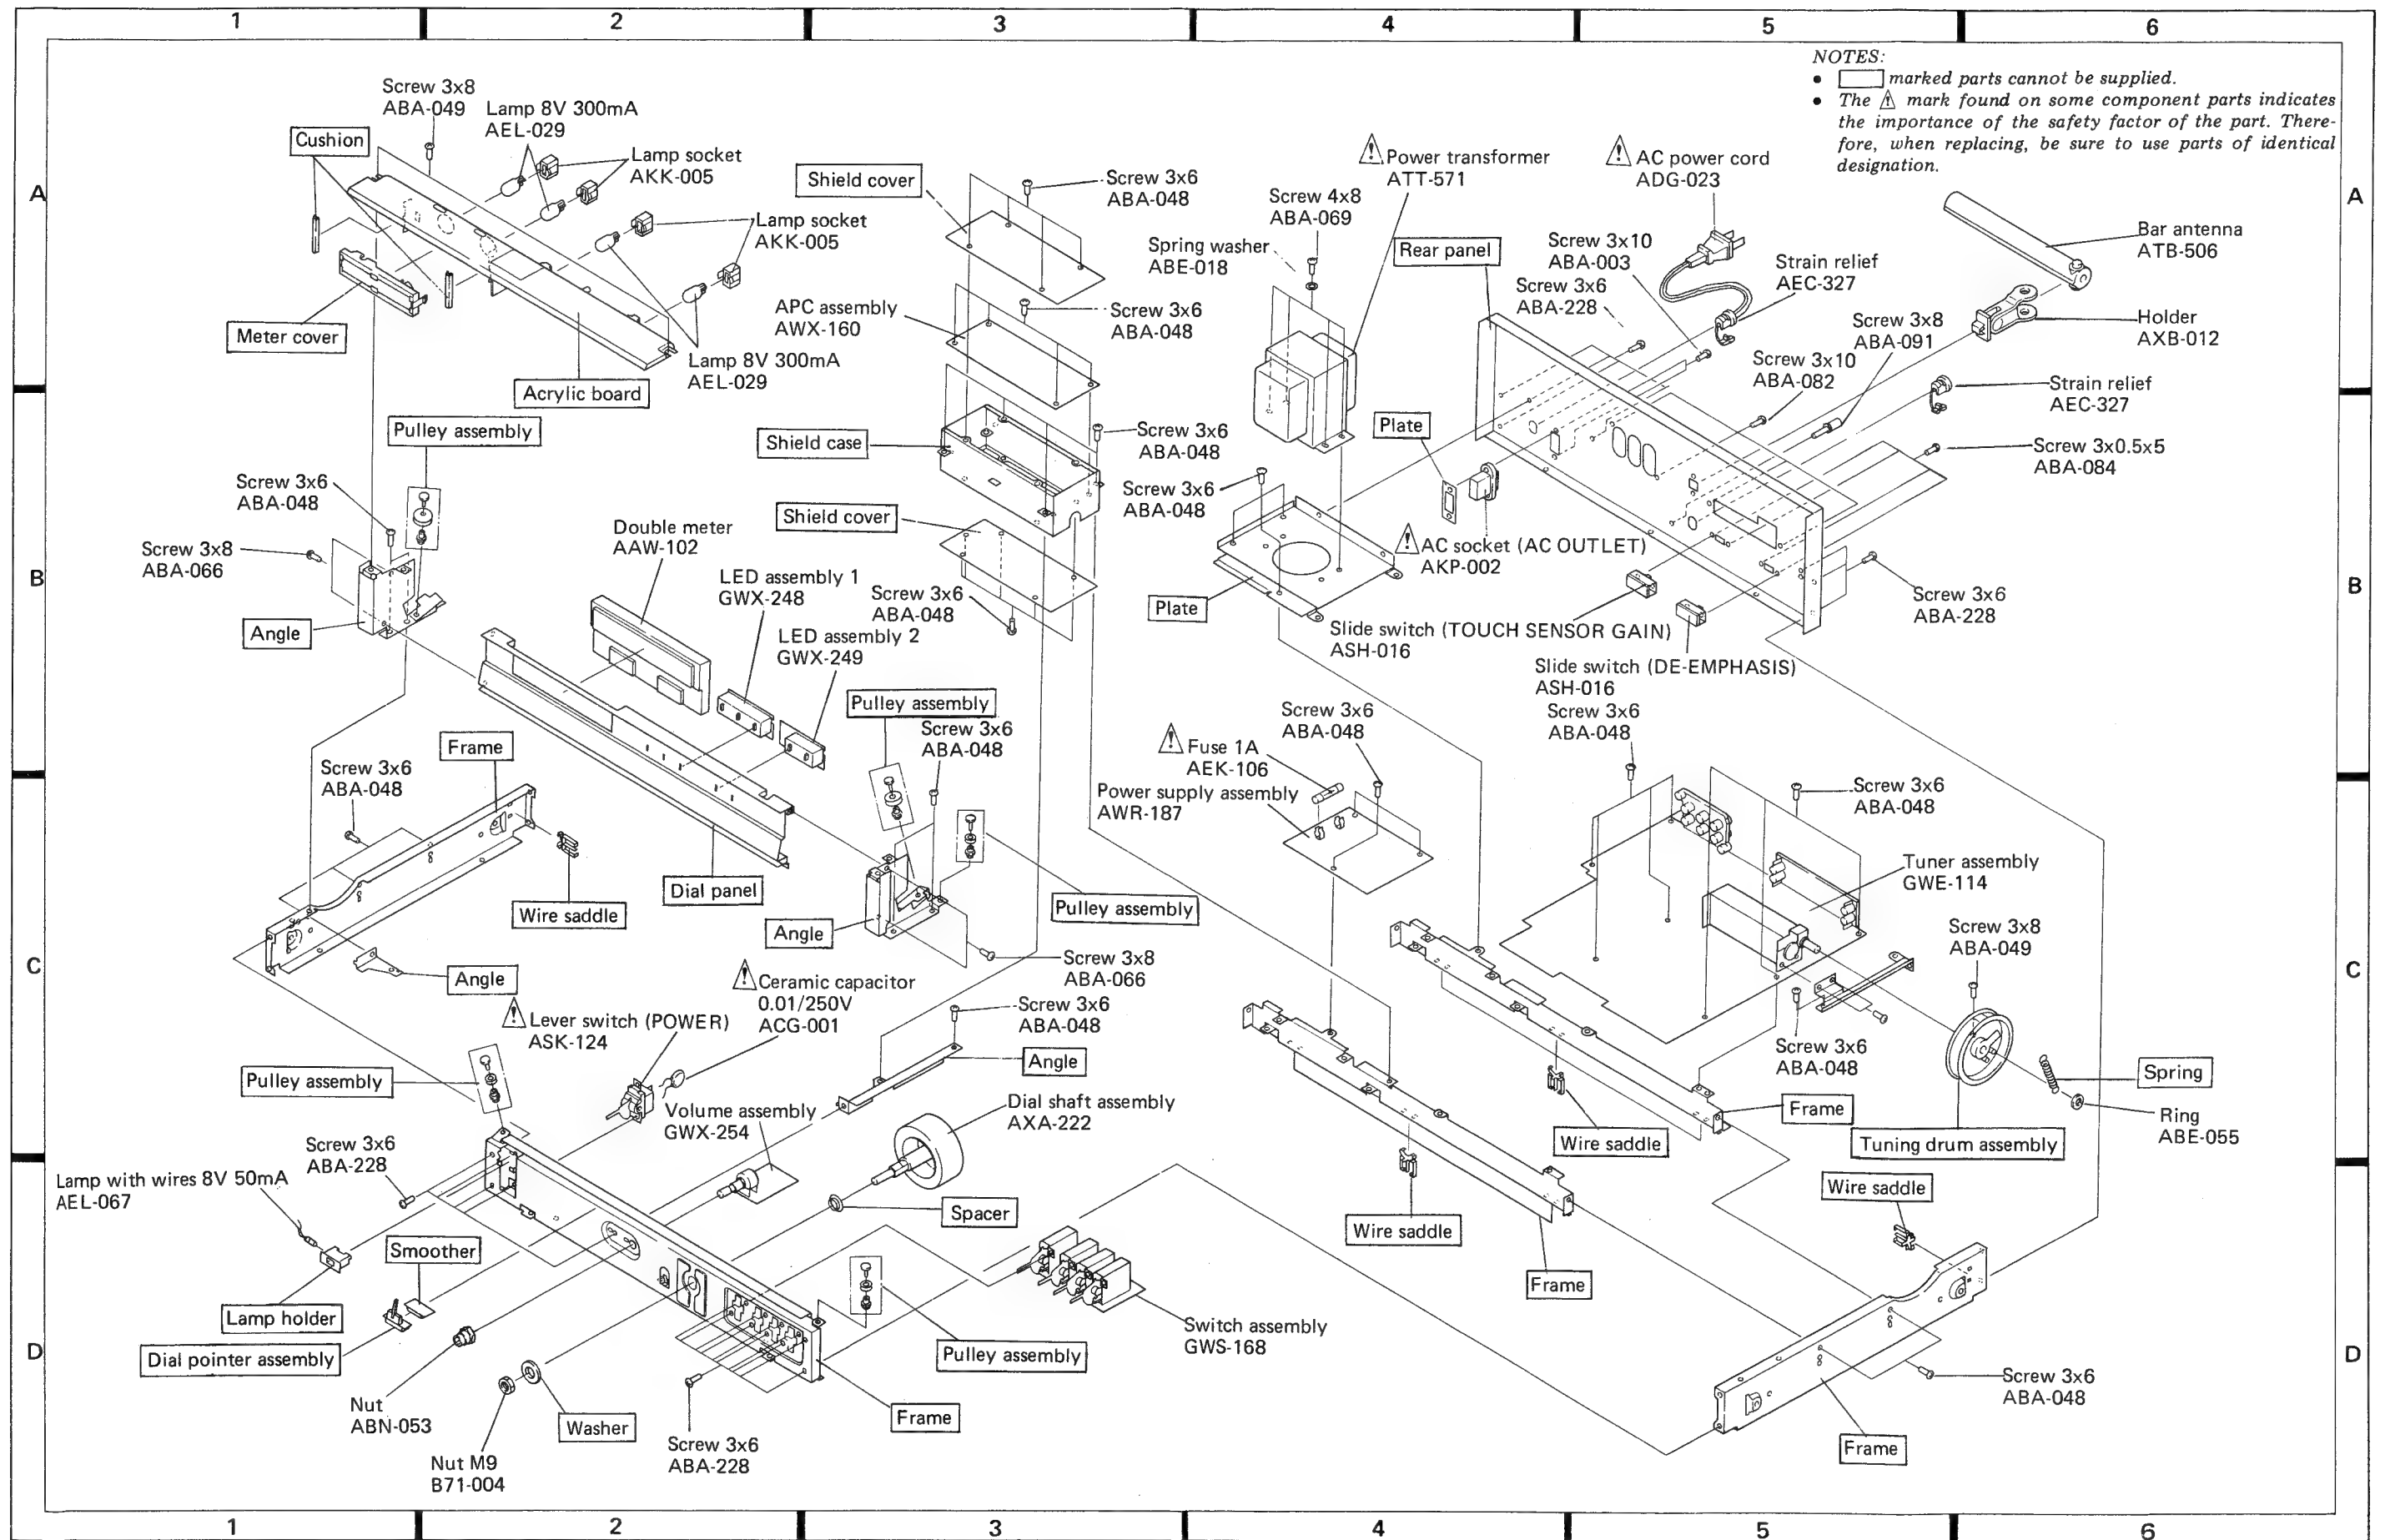 1 2 3 4 5 6
NOTES:
• marked parts cannot be supplied.
• The ⚠ mark found on some component parts indicates
the importance of the safety factor of the part. There-
fore, when replacing, be sure to use parts of identical
designation.
A
A
Screw 3x8
ABA-049
Lamp 8V 300mA
AEL-029
Cushion
Lamp socket
AKK-005
Lamp socket
AKK-005
Meter cover
Lamp 8V 300mA
AEL-029
Acrylic board
Shield cover
Screw 3x6
ABA-048
APC assembly
AWX-160
Screw 3x6
ABA-048
⚠ Power transformer
ATT-571
Screw 4x8
ABA-069
Spring washer
ABE-018
Rear panel
⚠ AC power cord
ADG-023
Screw 3x10
ABA-003
Screw 3x6
ABA-228
Strain relief
AEC-327
Bar antenna
ATB-506
Holder
AXB-012
Screw 3x8
ABA-091
Screw 3x10
ABA-082
Strain relief
AEC-327
B
B
Pulley assembly
Screw 3x6
ABA-048
Screw 3x8
ABA-066
Angle
Double meter
AAW-102
LED assembly 1
GWX-248
LED assembly 2
GWX-249
Shield case
Screw 3x6
ABA-048
Shield cover
Screw 3x6
ABA-048
Plate
Screw 3x6
ABA-048
⚠ AC socket (AC OUTLET)
AKP-002
Plate
Screw 3x0.5x5
ABA-084
Screw 3x6
ABA-228
Slide switch (TOUCH SENSOR GAIN)
ASH-016
Slide switch (DE-EMPHASIS)
ASH-016
Screw 3x6
ABA-048
Pulley assembly
Screw 3x6
ABA-048
Frame
Screw 3x6
ABA-048
⚠ Fuse 1A
AEK-106
Screw 3x6
ABA-048
Power supply assembly
AWR-187
C
C
Screw 3x6
ABA-048
Tuner assembly
GWE-114
Wire saddle
Dial panel
Pulley assembly
Angle
Screw 3x8
ABA-066
Angle
Screw 3x8
ABA-049
⚠ Ceramic capacitor
0.01/250V
ACG-001
⚠ Lever switch (POWER)
ASK-124
Screw 3x6
ABA-048
Angle
Pulley assembly
Volume assembly
GWX-254
Dial shaft assembly
AXA-222
Screw 3x6
ABA-048
Spring
Ring
ABE-055
Tuning drum assembly
Frame
Wire saddle
D
D
Screw 3x6
ABA-228
Lamp with wires 8V 50mA
AEL-067
Spacer
Wire saddle
Wire saddle
Smoother
Frame
Lamp holder
Dial pointer assembly
Switch assembly
GWS-168
Pulley assembly
Nut
ABN-053
Washer
Frame
Nut M9
B71-004
Screw 3x6
ABA-228
Screw 3x6
ABA-048
Frame
1 2 3 4 5 6